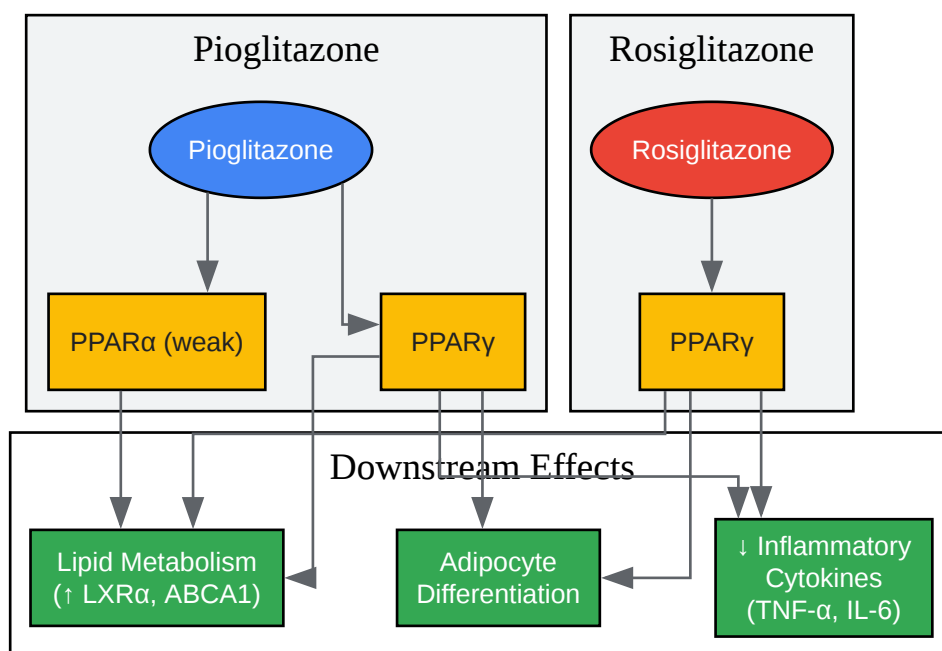 Pioglitazone
Rosiglitazone
Pioglitazone
Rosiglitazone
PPARα (weak)
PPARγ
PPARγ
Downstream Effects
Lipid Metabolism
(↑ LXRα, ABCA1)
Adipocyte
Differentiation
↓ Inflammatory
Cytokines
(TNF-α, IL-6)